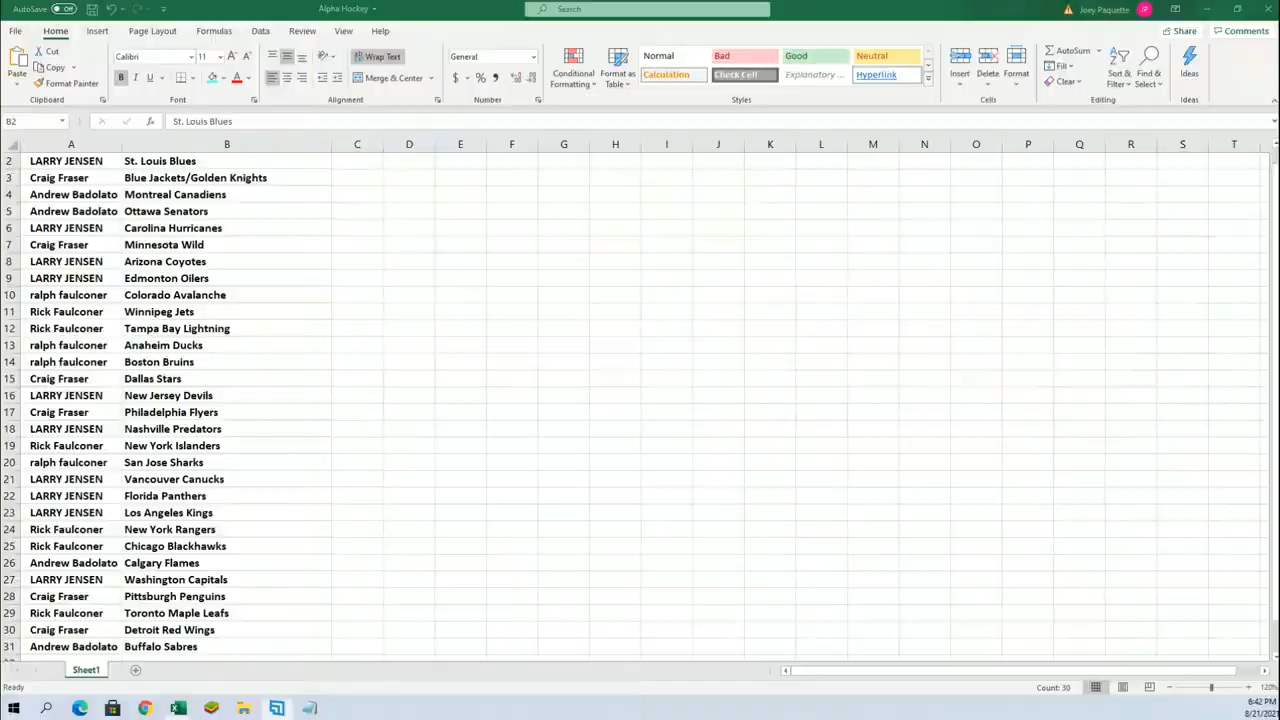 AutoSave Off Alpha Hockey Search Joey Paquette JP
File Home Insert Page Layout Formulas Data Review View Help Share Comments
Paste Cut Copy Format Painter Clipboard
Calibri 11 A A B I U A Font
Wrap Text Merge & Center Alignment
General $ % , Number
Conditional Formatting Format as Table
Normal Bad Good Neutral
Calculation Check Cell Explanatory ... Hyperlink
Styles
Insert Delete Format Cells
AutoSum Fill Clear Sort & Filter Find & Select Editing
Ideas Ideas
B2 fx St. Louis Blues
A B C D E F G H I J K L M N O P Q R S T
2 LARRY JENSEN St. Louis Blues
3 Craig Fraser Blue Jackets/Golden Knights
4 Andrew Badolato Montreal Canadiens
5 Andrew Badolato Ottawa Senators
6 LARRY JENSEN Carolina Hurricanes
7 Craig Fraser Minnesota Wild
8 LARRY JENSEN Arizona Coyotes
9 LARRY JENSEN Edmonton Oilers
10 ralph faulconer Colorado Avalanche
11 Rick Faulconer Winnipeg Jets
12 Rick Faulconer Tampa Bay Lightning
13 ralph faulconer Anaheim Ducks
14 ralph faulconer Boston Bruins
15 Craig Fraser Dallas Stars
16 LARRY JENSEN New Jersey Devils
17 Craig Fraser Philadelphia Flyers
18 LARRY JENSEN Nashville Predators
19 Rick Faulconer New York Islanders
20 ralph faulconer San Jose Sharks
21 LARRY JENSEN Vancouver Canucks
22 LARRY JENSEN Florida Panthers
23 LARRY JENSEN Los Angeles Kings
24 Rick Faulconer New York Rangers
25 Rick Faulconer Chicago Blackhawks
26 Andrew Badolato Calgary Flames
27 LARRY JENSEN Washington Capitals
28 Craig Fraser Pittsburgh Penguins
29 Rick Faulconer Toronto Maple Leafs
30 Craig Fraser Detroit Red Wings
31 Andrew Badolato Buffalo Sabres
Sheet1
Ready Count: 30 120%
6:42 PM